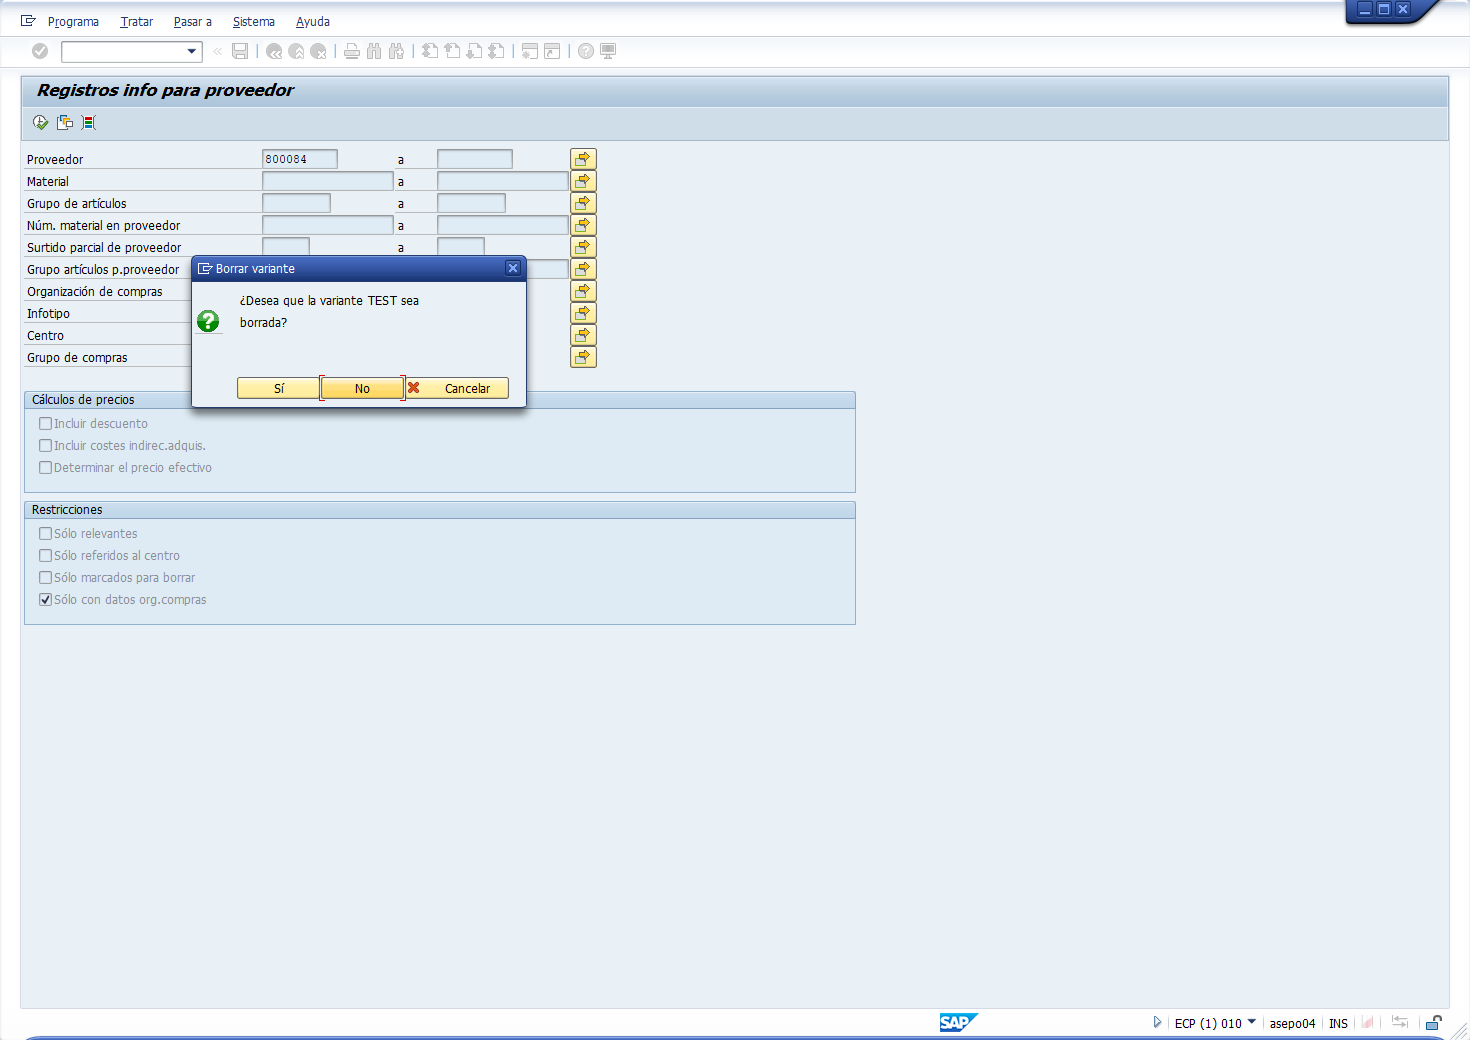 Programa Tratar Pasar a Sistema Ayuda
Registros info para proveedor
Proveedor 800084 a
Material a
Grupo de artículos a
Núm. material en proveedor a
Surtido parcial de proveedor a
Grupo artículos p.proveedor
Organización de compras
Infotipo
Centro
Grupo de compras
Borrar variante
¿Desea que la variante TEST sea
borrada?
Sí No Cancelar
Cálculos de precios
Incluir descuento
Incluir costes indirec.adquis.
Determinar el precio efectivo
Restricciones
Sólo relevantes
Sólo referidos al centro
Sólo marcados para borrar
Sólo con datos org.compras
SAP ECP (1) 010 asepo04 INS